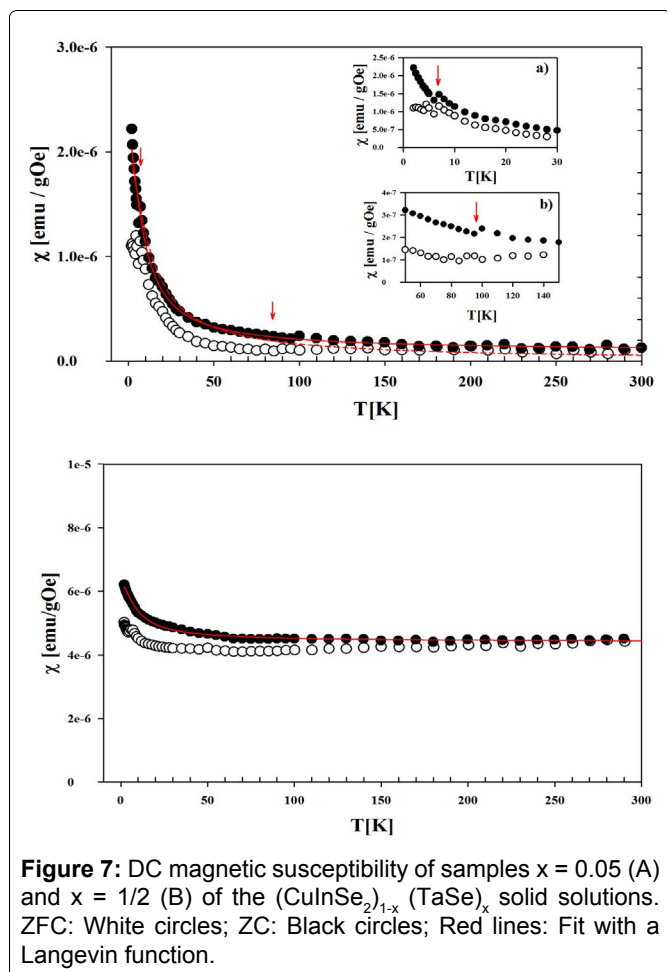 3.0e-6
2.0e-6
1.0e-6
0.0
χ [emu / gOe]
0 50 100 150 200 250 300
T[K]
a)
2.5e-6
2.0e-6
1.5e-6
1.0e-6
5.0e-7
0.0
χ [emu / gOe]
0 10 20 30
T[K]
b)
4e-7
3e-7
2e-7
1e-7
0
χ [emu / gOe]
60 80 100 120 140
T[K]
1e-5
8e-6
6e-6
4e-6
2e-6
0
χ [emu/gOe]
0 50 100 150 200 250 300
T[K]
Figure 7: DC magnetic susceptibility of samples x = 0.05 (A)
and x = 1/2 (B) of the (CuInSe₂)₁₋ₓ (TaSe)ₓ solid solutions.
ZFC: White circles; ZC: Black circles; Red lines: Fit with a
Langevin function.